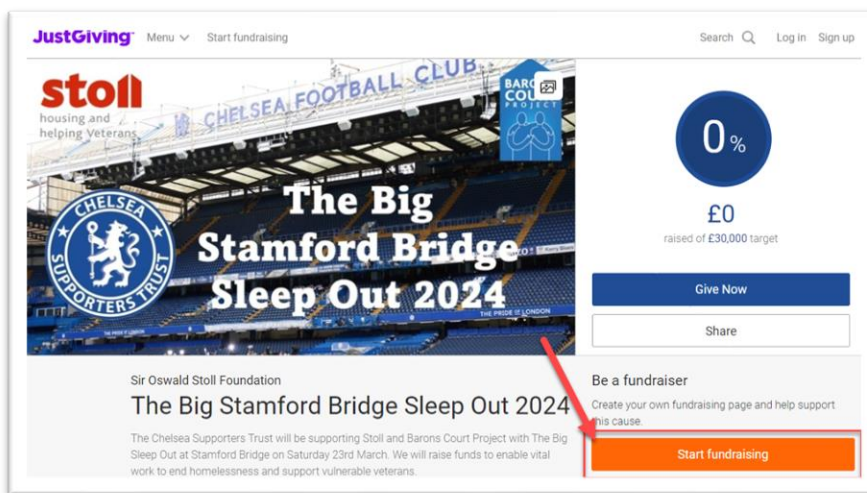 JustGiving
Menu
Start fundraising
Search
Log in
Sign up
stoll
housing and
helping Veterans
CHELSEA FOOTBALL CLUB
BARO
COU
PROJECT
CHELSEA
SUPPORTERS TRUST
The Big
Stamford Bridge
Sleep Out 2024
THE PRIDE OF LONDON
0%
£0
raised of £30,000 target
Give Now
Share
Sir Oswald Stoll Foundation
The Big Stamford Bridge Sleep Out 2024
The Chelsea Supporters Trust will be supporting Stoll and Barons Court Project with The Big
Sleep Out at Stamford Bridge on Saturday 23rd March. We will raise funds to enable vital
work to end homelessness and support vulnerable veterans.
Be a fundraiser
Create your own fundraising page and help support
this cause.
Start fundraising